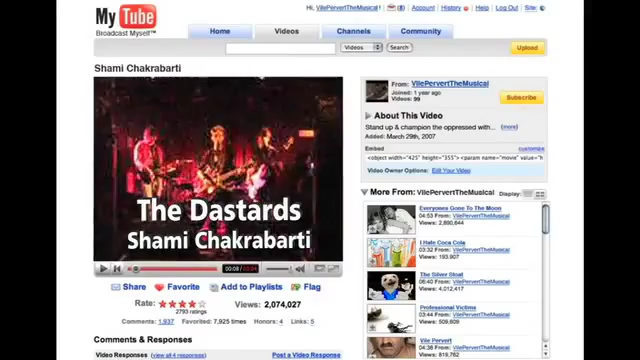 Hi, VilePervertTheMusical! (8) Account History Help Log Out Site:
MyTube
Broadcast Myself™
Home Videos Channels Community
Videos Search Upload
Shami Chakrabarti
From: VilePervertTheMusical
Joined: 1 year ago
Videos: 99
Subscribe
About This Video
Stand up & champion the oppressed with... (more)
Added: March 29th, 2007
Embed customize
<object width="425" height="355"><param name="movie" value="h
Video Owner Options: Edit Your Video
The Dastards
Shami Chakrabarti
00:08
Share Favorite Add to Playlists Flag
Rate: 2793 ratings Views: 2,074,027
Comments: 1,937 Favorited: 7,925 times Honors: 4 Links: 5
Comments & Responses
Video Responses (view all 4 responses) Post a Video Response
More From: VilePervertTheMusical Display:
Everyones Gone To The Moon
04:53 From: VilePervertTheMusical
Views: 2,890,644
I Hate Coca Cola
03:32 From: VilePervertTheMusical
Views: 193,907
The Silver Stoat
06:40 From: VilePervertTheMusical
Views: 4,012,417
Professional Victims
03:44 From: VilePervertTheMusical
Views: 509,609
Vile Pervert
04:38 From: VilePervertTheMusical
Views: 819,762